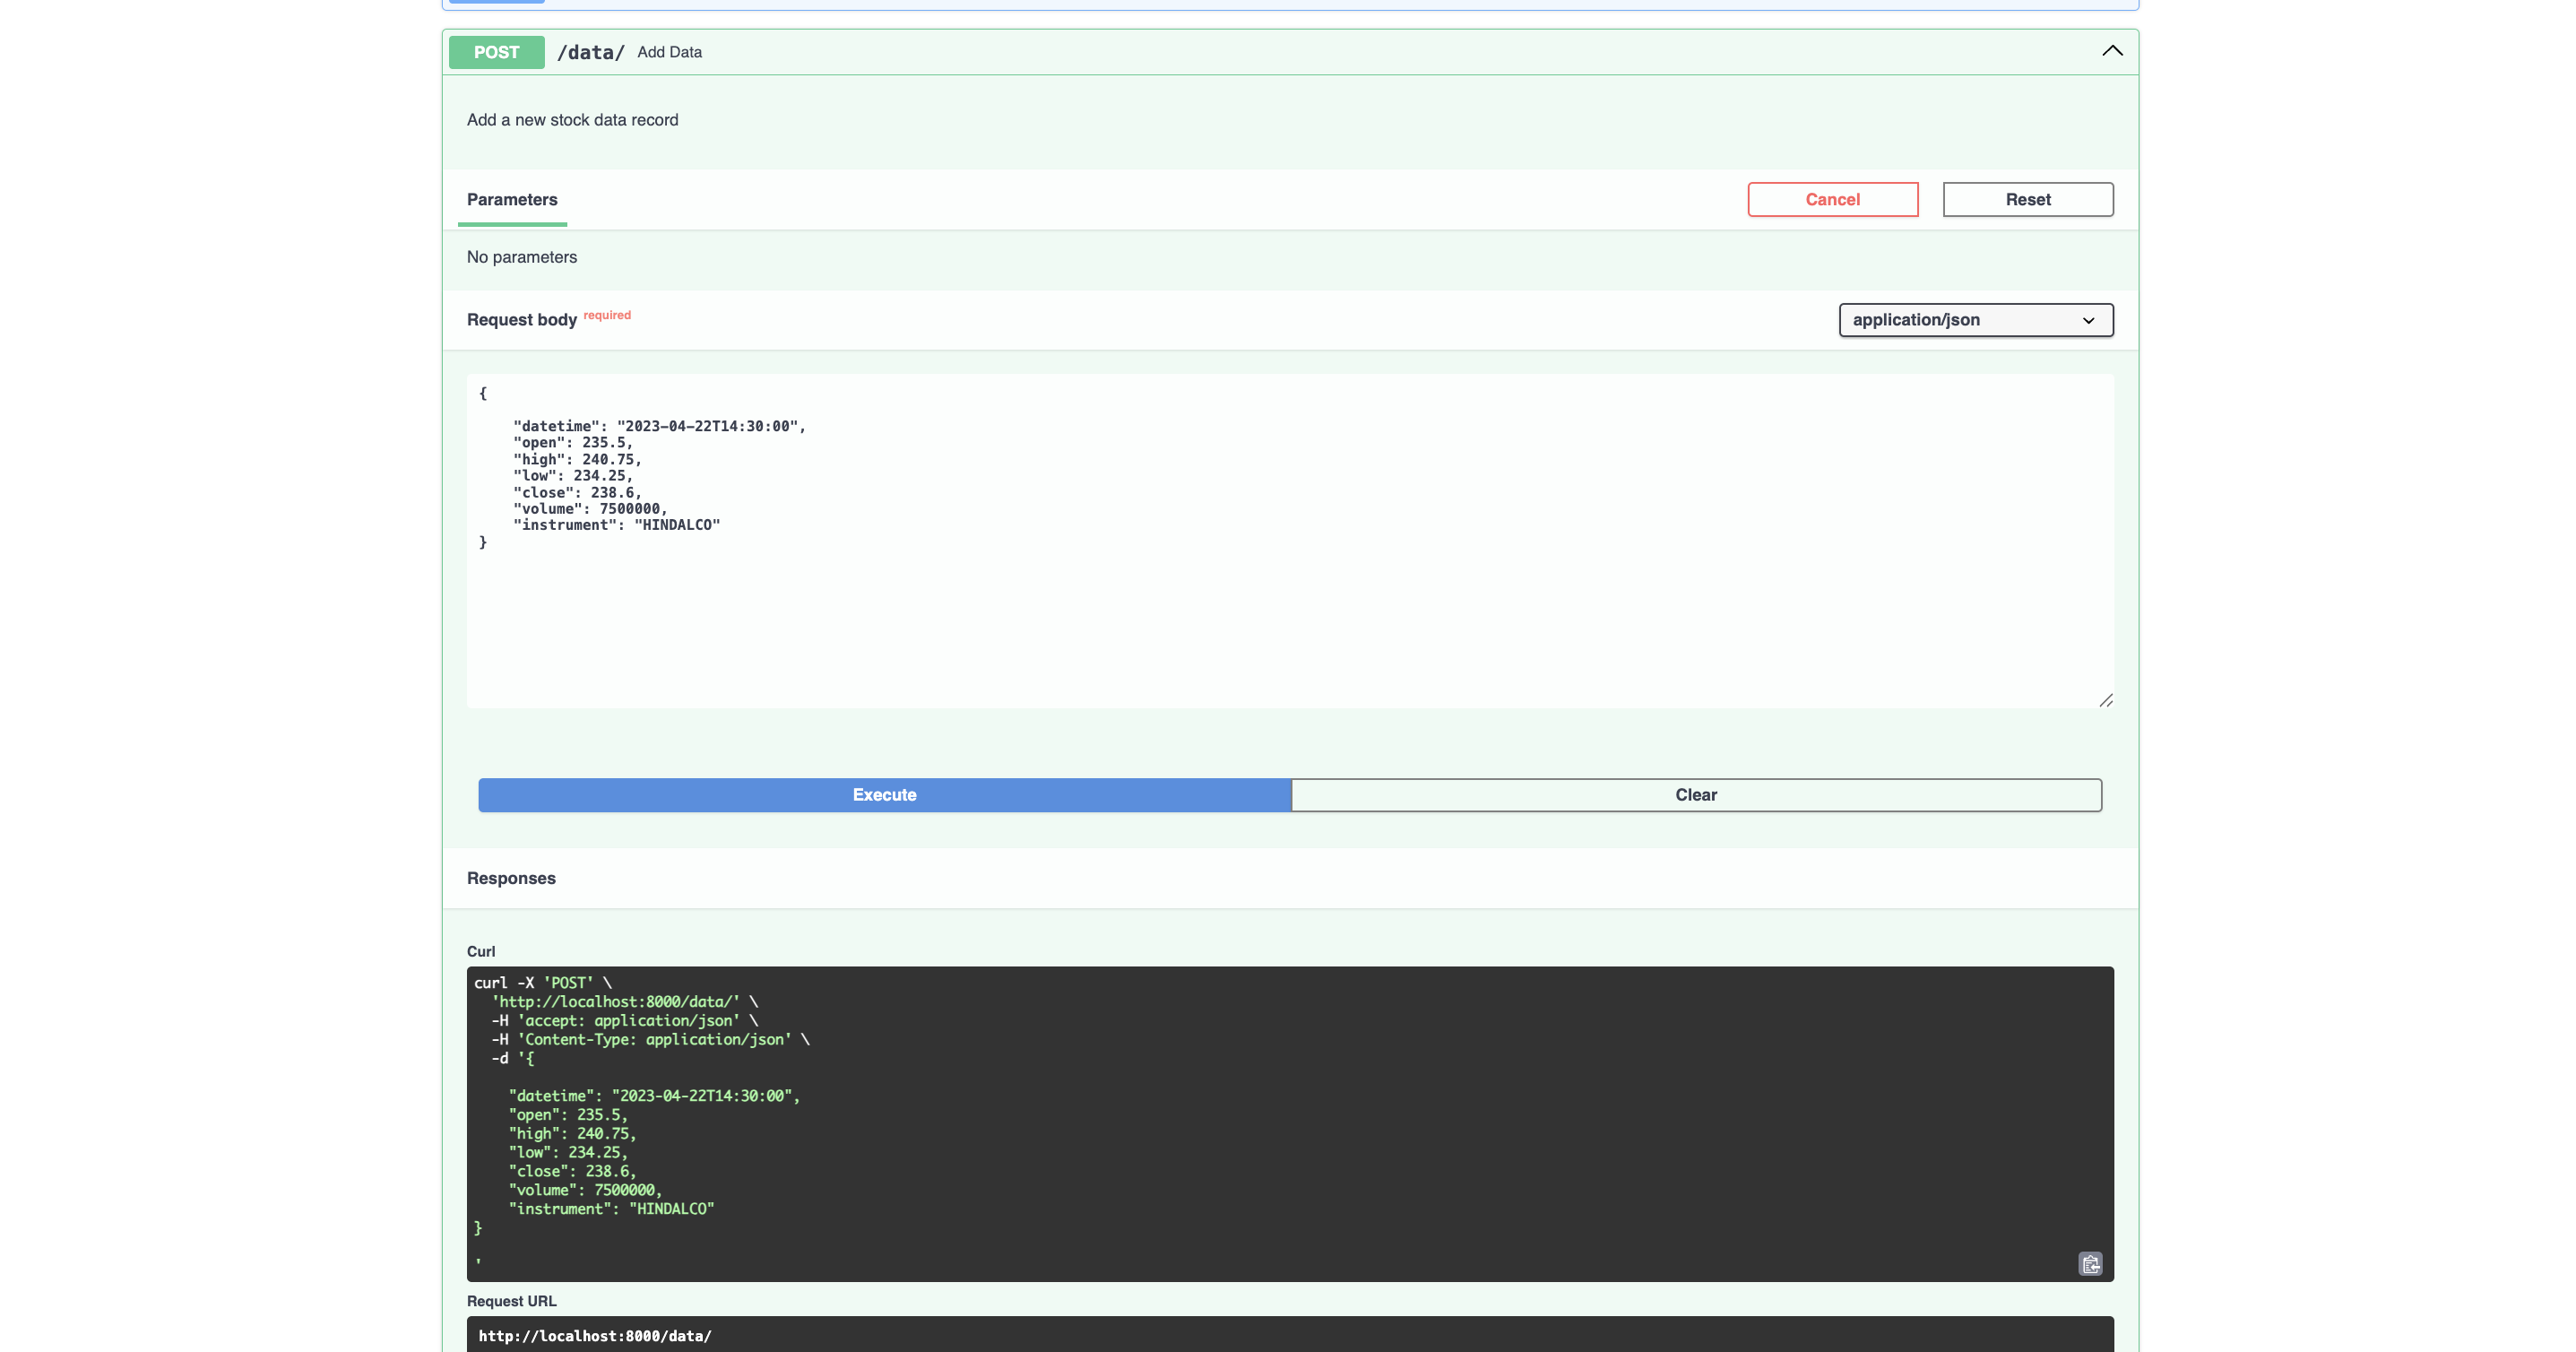 POST /data/ Add Data
Add a new stock data record
Parameters
Cancel
Reset
No parameters
Request body required
application/json
{
"datetime": "2023-04-22T14:30:00",
"open": 235.5,
"high": 240.75,
"low": 234.25,
"close": 238.6,
"volume": 7500000,
"instrument": "HINDALCO"
}
Execute
Clear
Responses
Curl
curl -X 'POST' \
'http://localhost:8000/data/' \
-H 'accept: application/json' \
-H 'Content-Type: application/json' \
-d '{
"datetime": "2023-04-22T14:30:00",
"open": 235.5,
"high": 240.75,
"low": 234.25,
"close": 238.6,
"volume": 7500000,
"instrument": "HINDALCO"
}
'
Request URL
http://localhost:8000/data/